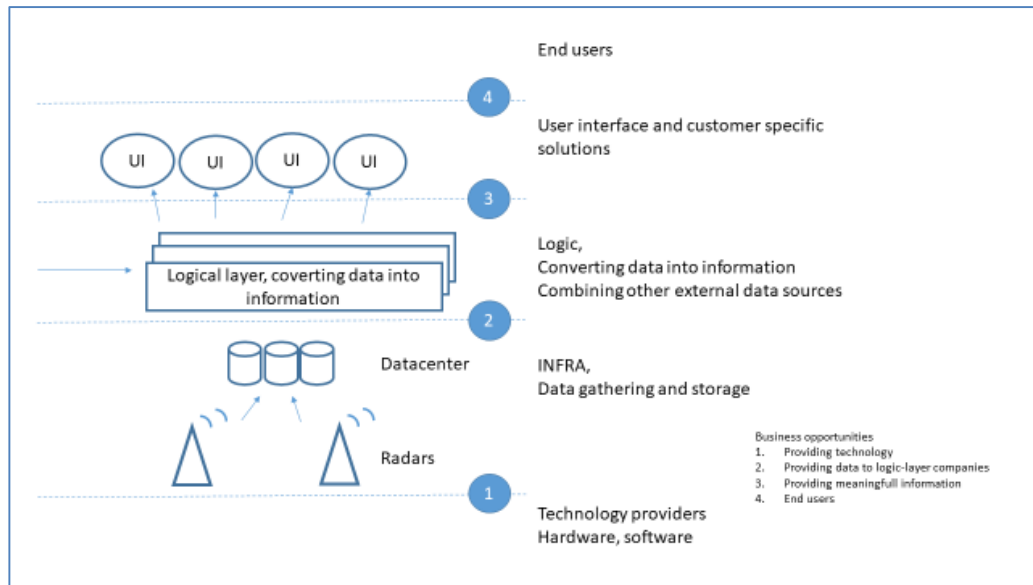 End users
4
User interface and customer specific
solutions
UI
UI
UI
UI
3
Logic,
Converting data into information
Combining other external data sources
Logical layer, coverting data into
information
2
Datacenter
INFRA,
Data gathering and storage
Radars
Business opportunities
1. Providing technology
2. Providing data to logic-layer companies
3. Providing meaningfull information
4. End users
1
Technology providers
Hardware, software